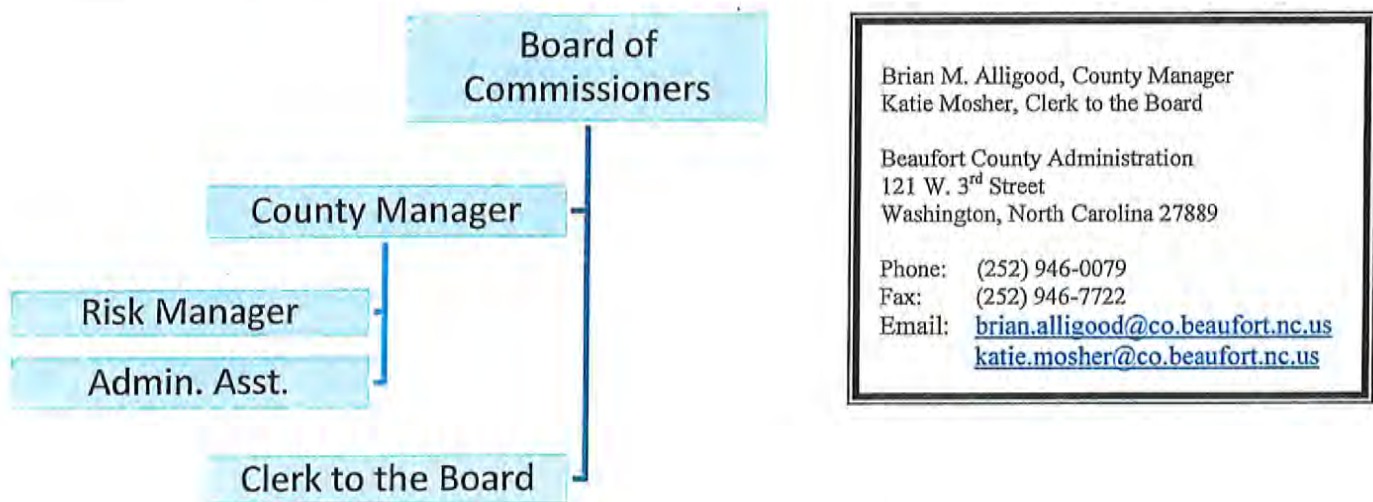 Board of
Commissioners
County Manager
Risk Manager
Admin. Asst.
Clerk to the Board
Brian M. Alligood, County Manager
Katie Mosher, Clerk to the Board
Beaufort County Administration
121 W. 3rd Street
Washington, North Carolina 27889
Phone: (252) 946-0079
Fax: (252) 946-7722
Email: brian.alligood@co.beaufort.nc.us
katie.mosher@co.beaufort.nc.us